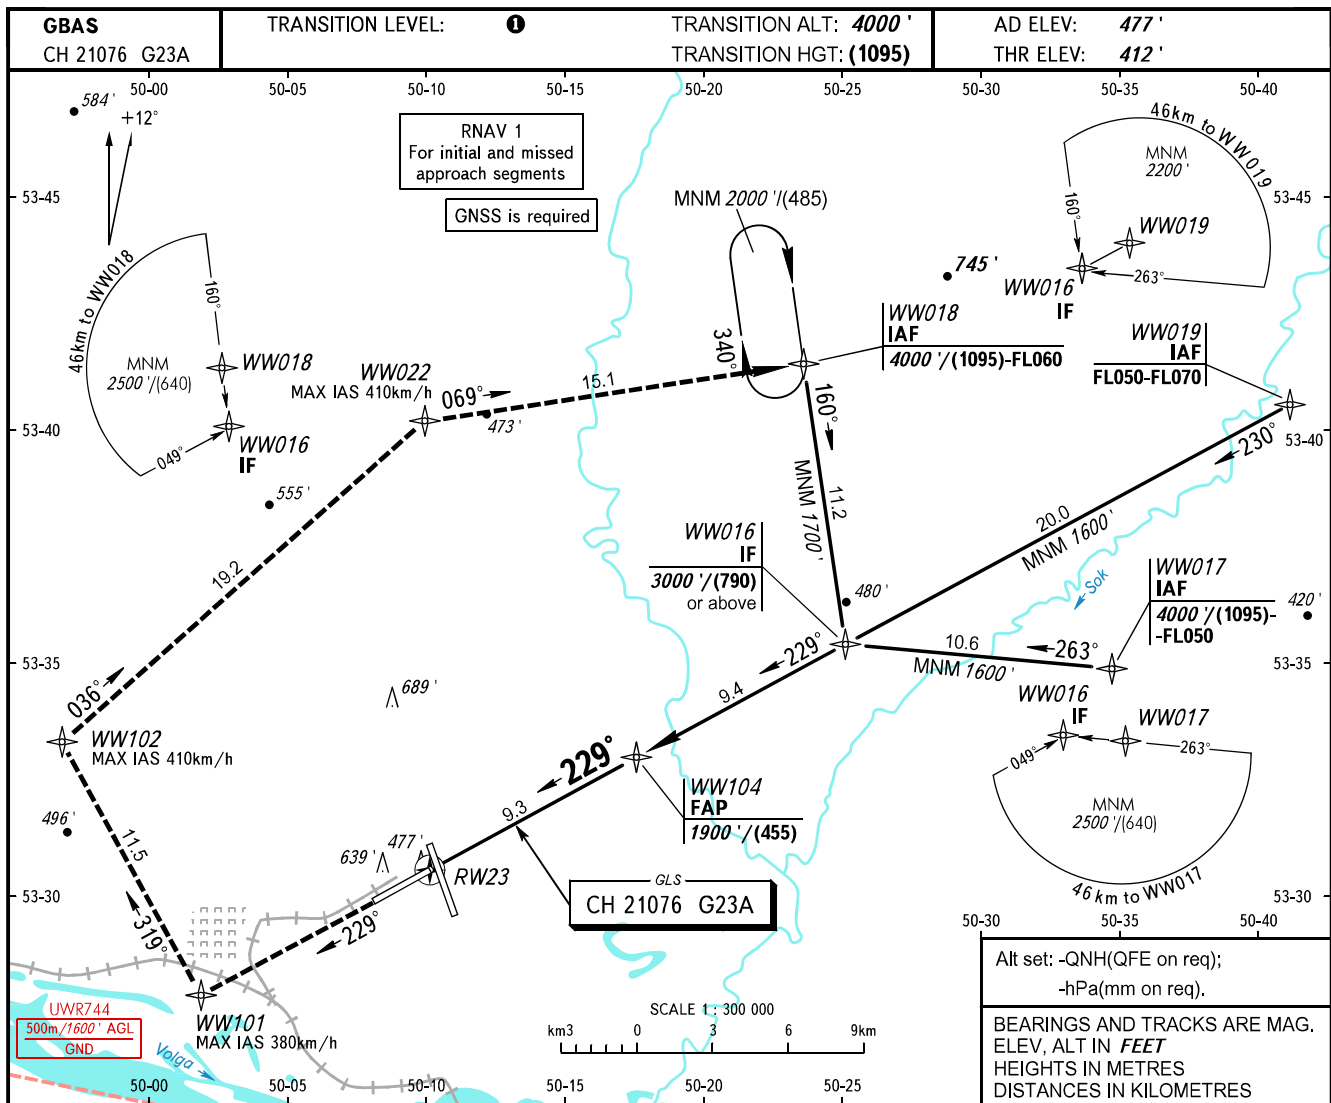 GBAS
CH 21076 G23A
TRANSITION LEVEL: 1
TRANSITION ALT: 4000 '
TRANSITION HGT: (1095)
AD ELEV: 477 '
THR ELEV: 412 '
50-00 50-05 50-10 50-15 50-20 50-25 50-30 50-35 50-40
584 '
+12°
RNAV 1
For initial and missed
approach segments
GNSS is required
MNM 2000 '/(485)
46km to WW019
MNM
2200 '
160°
WW019
263°
WW016
IF
53-45
53-45
745 '
46km to WW018
160°
MNM
2500 '/(640)
WW018
049°
WW016
IF
WW022
MAX IAS 410km/h
069°
15.1
473 '
340°
WW018
IAF
4000 '/(1095)-FL060
WW019
IAF
FL050-FL070
160°
11.2
MNM 1700 '
230°
20.0
MNM 1600'
53-40
53-40
555 '
19.2
WW016
IF
3000 '/(790)
or above
480 '
Sok
WW017
IAF
4000 '/(1095)-
-FL050
420 '
10.6
263°
MNM 1600'
53-35
53-35
036°
689 '
229°
9.4
WW016
IF
WW017
049°
263°
MNM
2500 '/(640)
46km to WW017
WW102
MAX IAS 410km/h
229°
9.3
WW104
FAP
1900 '/(455)
496 '
11.5
639 '
477 '
RW23
GLS
CH 21076 G23A
53-30
53-30
319°
229°
50-30 50-35 50-40
UWR744
500m/1600 ' AGL
GND
WW101
MAX IAS 380km/h
Volga
SCALE 1 : 300 000
km3 0 3 6 9km
Alt set: -QNH(QFE on req);
-hPa(mm on req).
BEARINGS AND TRACKS ARE MAG.
ELEV, ALT IN FEET
HEIGHTS IN METRES
DISTANCES IN KILOMETRES
50-00 50-05 50-10 50-15 50-20 50-25